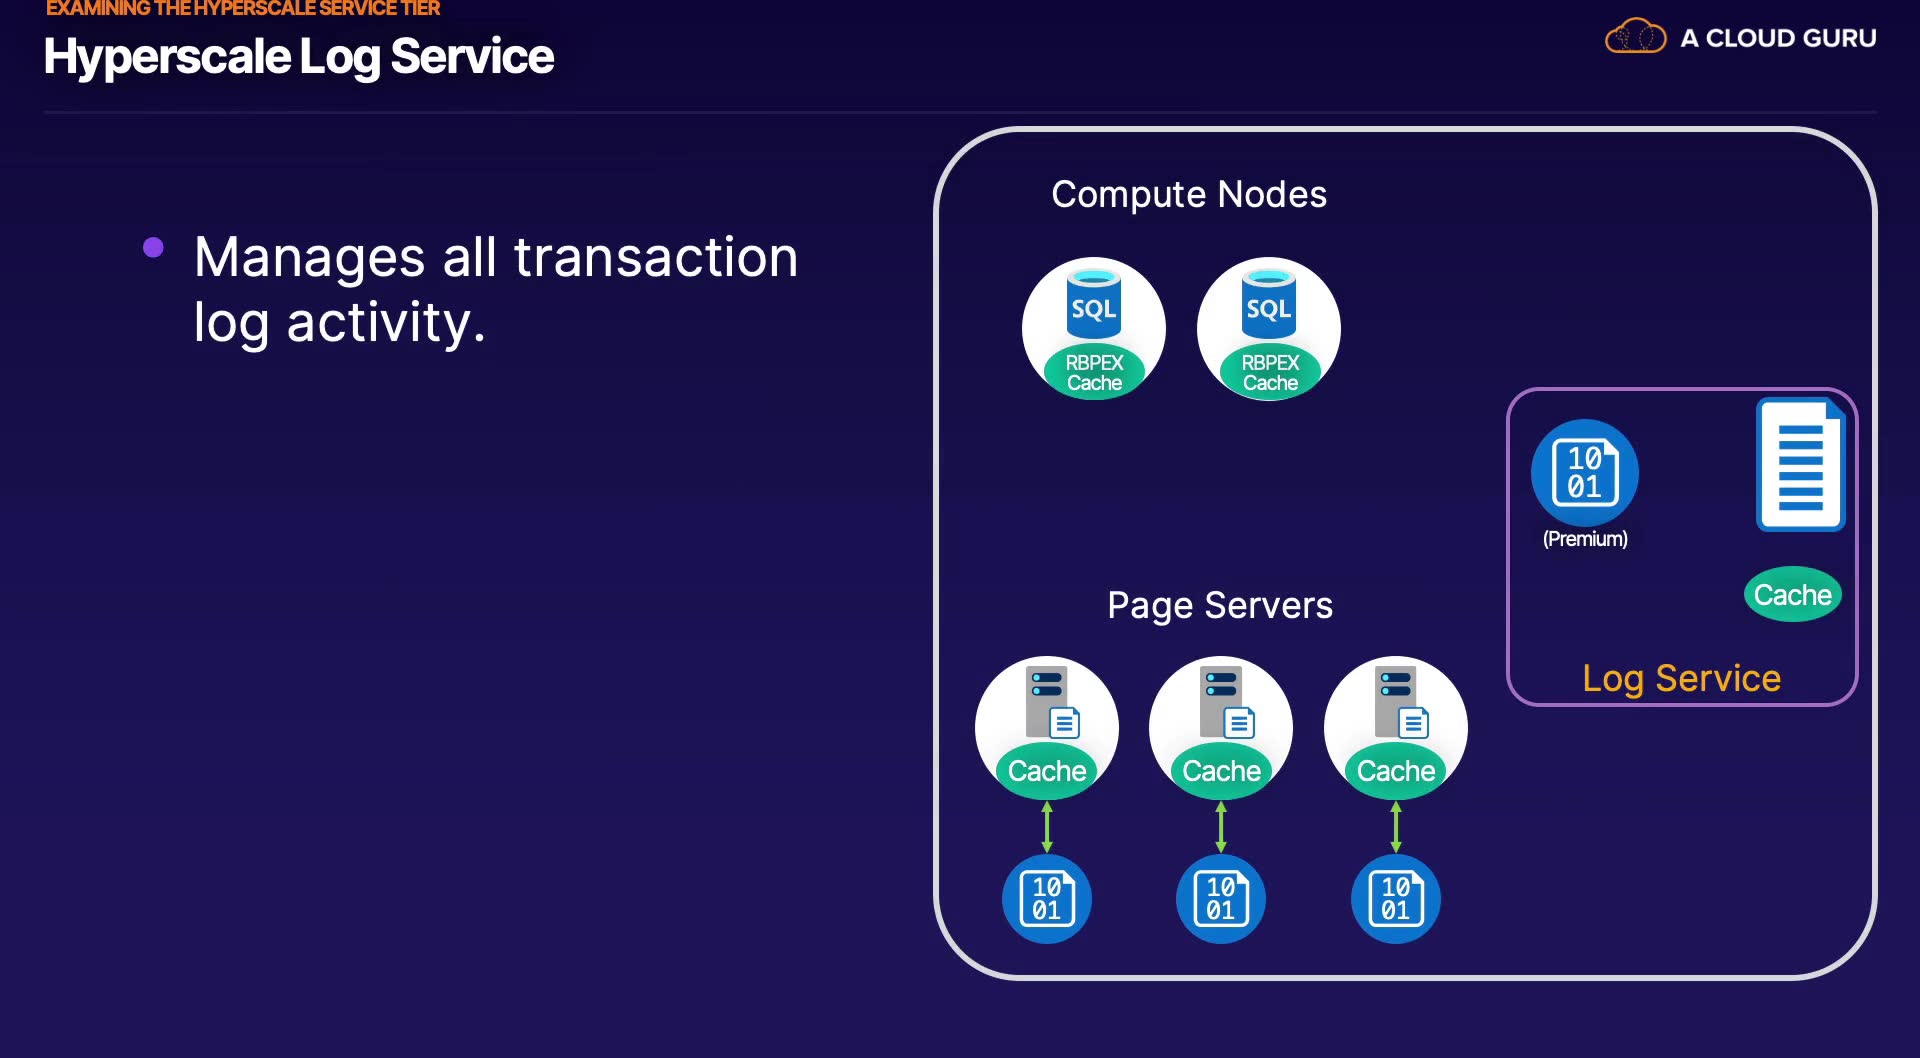 EXAMINING THE HYPERSCALE SERVICE TIER
Hyperscale Log Service
A CLOUD GURU
Manages all transaction
log activity.
Compute Nodes
SQL
RBPEX
Cache
SQL
RBPEX
Cache
10
01
(Premium)
Cache
Log Service
Page Servers
Cache
Cache
Cache
10
01
10
01
10
01